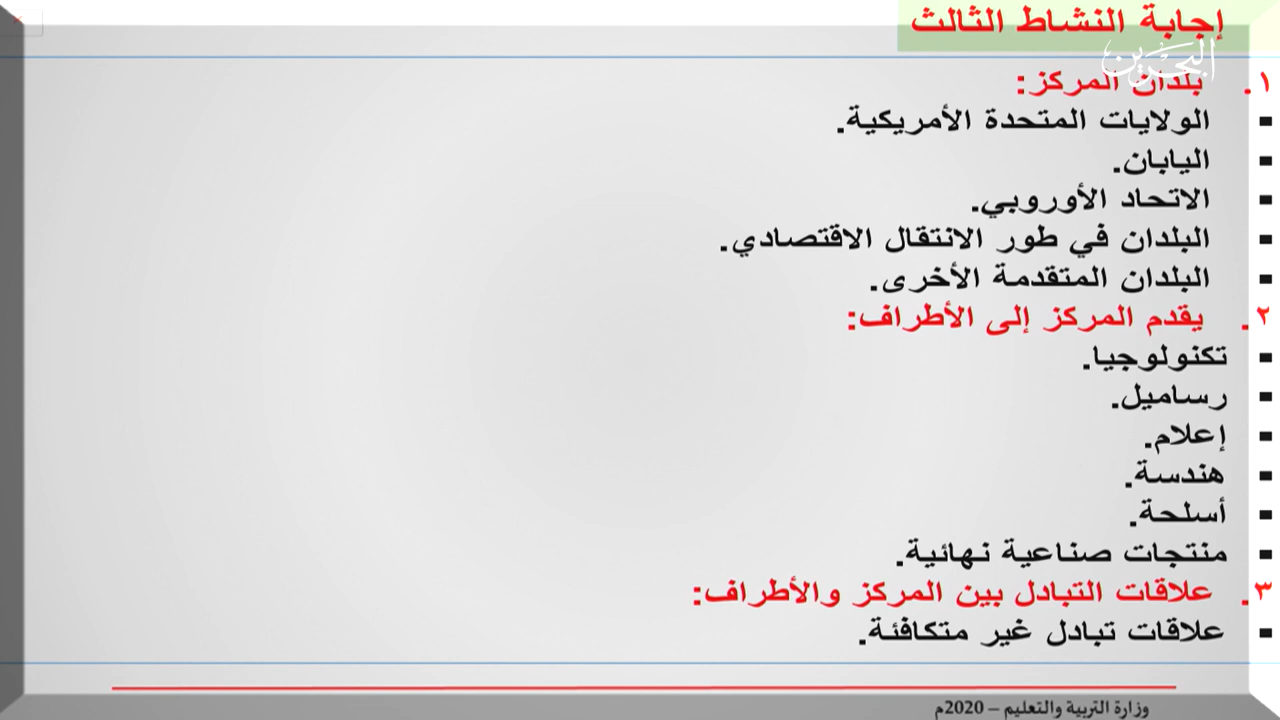 إجابة النشاط الثالث
البحرين
١. بلدان المركز:
▪ الولايات المتحدة الأمريكية.
▪ اليابان.
▪ الاتحاد الأوروبي.
▪ البلدان في طور الانتقال الاقتصادي.
▪ البلدان المتقدمة الأخرى.
٢. يقدم المركز إلى الأطراف:
▪ تكنولوجيا.
▪ رساميل.
▪ إعلام.
▪ هندسة.
▪ أسلحة.
▪ منتجات صناعية نهائية.
٣. علاقات التبادل بين المركز والأطراف:
▪ علاقات تبادل غير متكافئة.
وزارة التربية والتعليم – 2020م